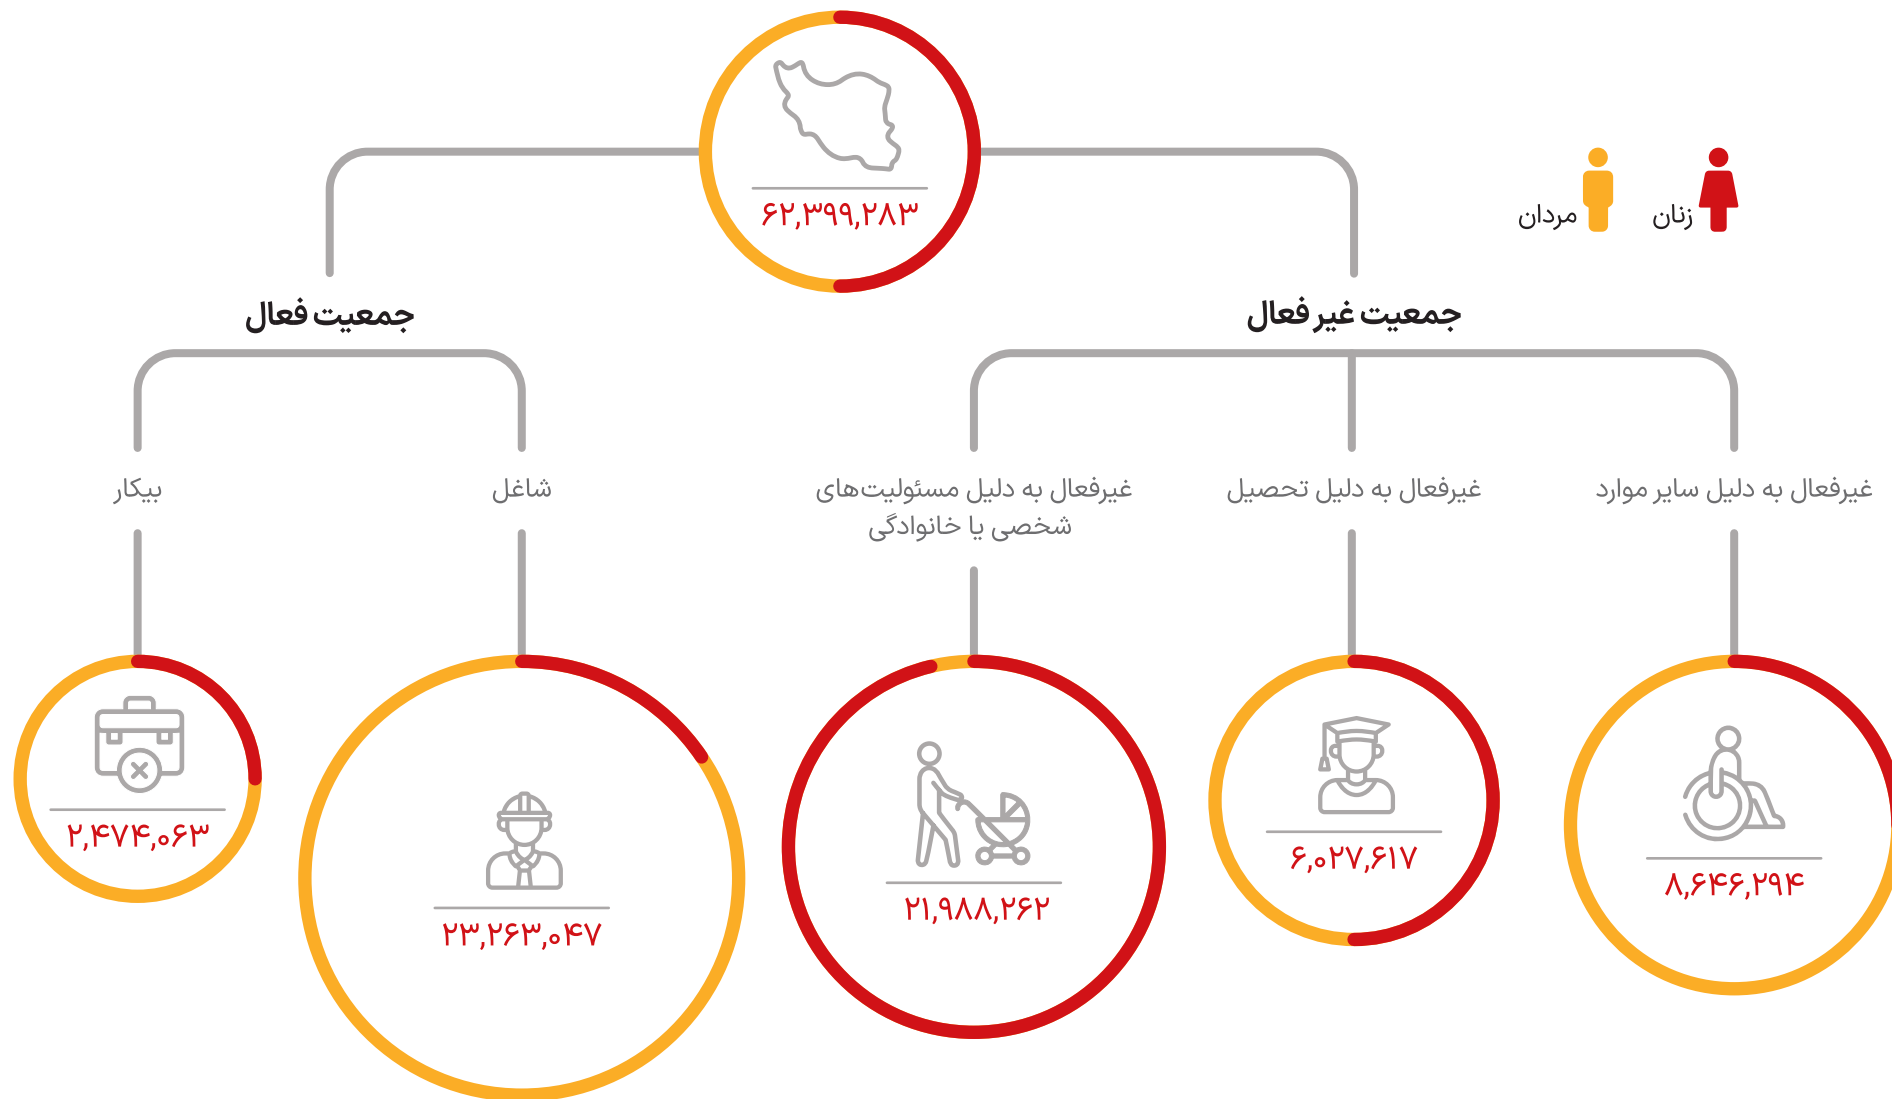 ۶۲,۳۹۹,۲۸۳
زنان
مردان
جمعیت غیر فعال
جمعیت فعال
غیرفعال به دلیل سایر موارد
غیرفعال به دلیل تحصیل
غیرفعال به دلیل مسئولیت‌های
شخصی یا خانوادگی
شاغل
بیکار
۸,۶۴۶,۲۹۴
۶,۰۲۷,۶۱۷
۲۱,۹۸۸,۲۶۲
۲۳,۲۶۳,۰۴۷
۲,۴۷۴,۰۶۳